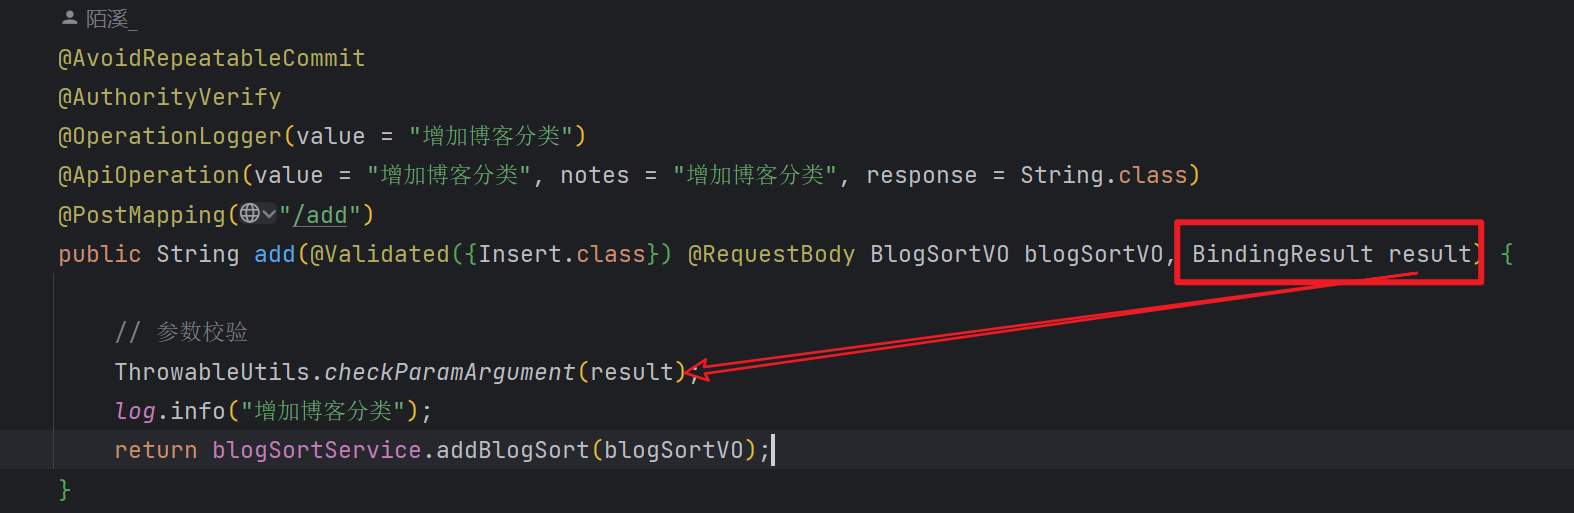 陌溪_
@AvoidRepeatableCommit
@AuthorityVerify
@OperationLogger(value = "增加博客分类")
@ApiOperation(value = "增加博客分类", notes = "增加博客分类", response = String.class)
@PostMapping("/add")
public String add(@Validated({Insert.class}) @RequestBody BlogSortVO blogSortVO, BindingResult result) {
// 参数校验
ThrowableUtils.checkParamArgument(result);
log.info("增加博客分类");
return blogSortService.addBlogSort(blogSortVO);
}